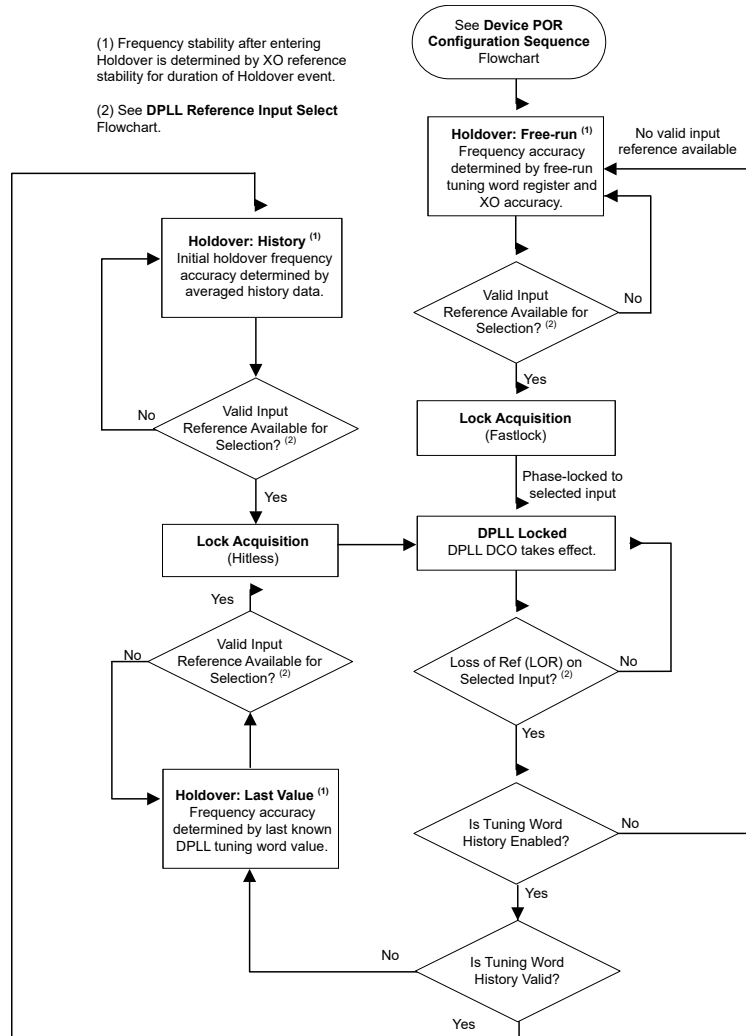 (1) Frequency stability after entering
Holdover is determined by XO reference
stability for duration of Holdover event.
(2) See DPLL Reference Input Select
Flowchart.
See Device POR
Configuration Sequence
Flowchart
Holdover: Free-run (1)
Frequency accuracy
determined by free-run
tuning word register and
XO accuracy.
No valid input
reference available
Valid Input
Reference Available for
Selection? (2)
No
Yes
Lock Acquisition
(Fastlock)
Phase-locked to
selected input
Holdover: History (1)
Initial holdover frequency
accuracy determined by
averaged history data.
No
Valid Input
Reference Available for
Selection? (2)
Yes
Lock Acquisition
(Hitless)
DPLL Locked
DPLL DCO takes effect.
Yes
No
Valid Input
Reference Available for
Selection? (2)
Loss of Ref (LOR) on
Selected Input? (2)
No
Yes
Holdover: Last Value (1)
Frequency accuracy
determined by last known
DPLL tuning word value.
Is Tuning Word
History Enabled?
No
Yes
No
Is Tuning Word
History Valid?
Yes